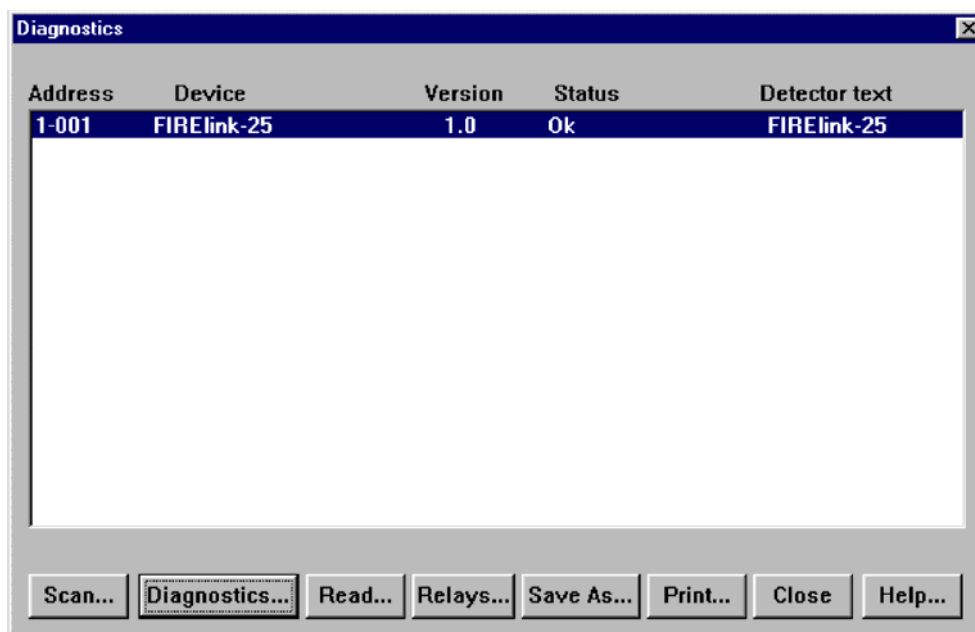 Diagnostics
Address Device Version Status Detector text
1-001 FIRElink-25 1.0 Ok FIRElink-25
Scan... Diagnostics... Read... Relays... Save As... Print... Close Help...